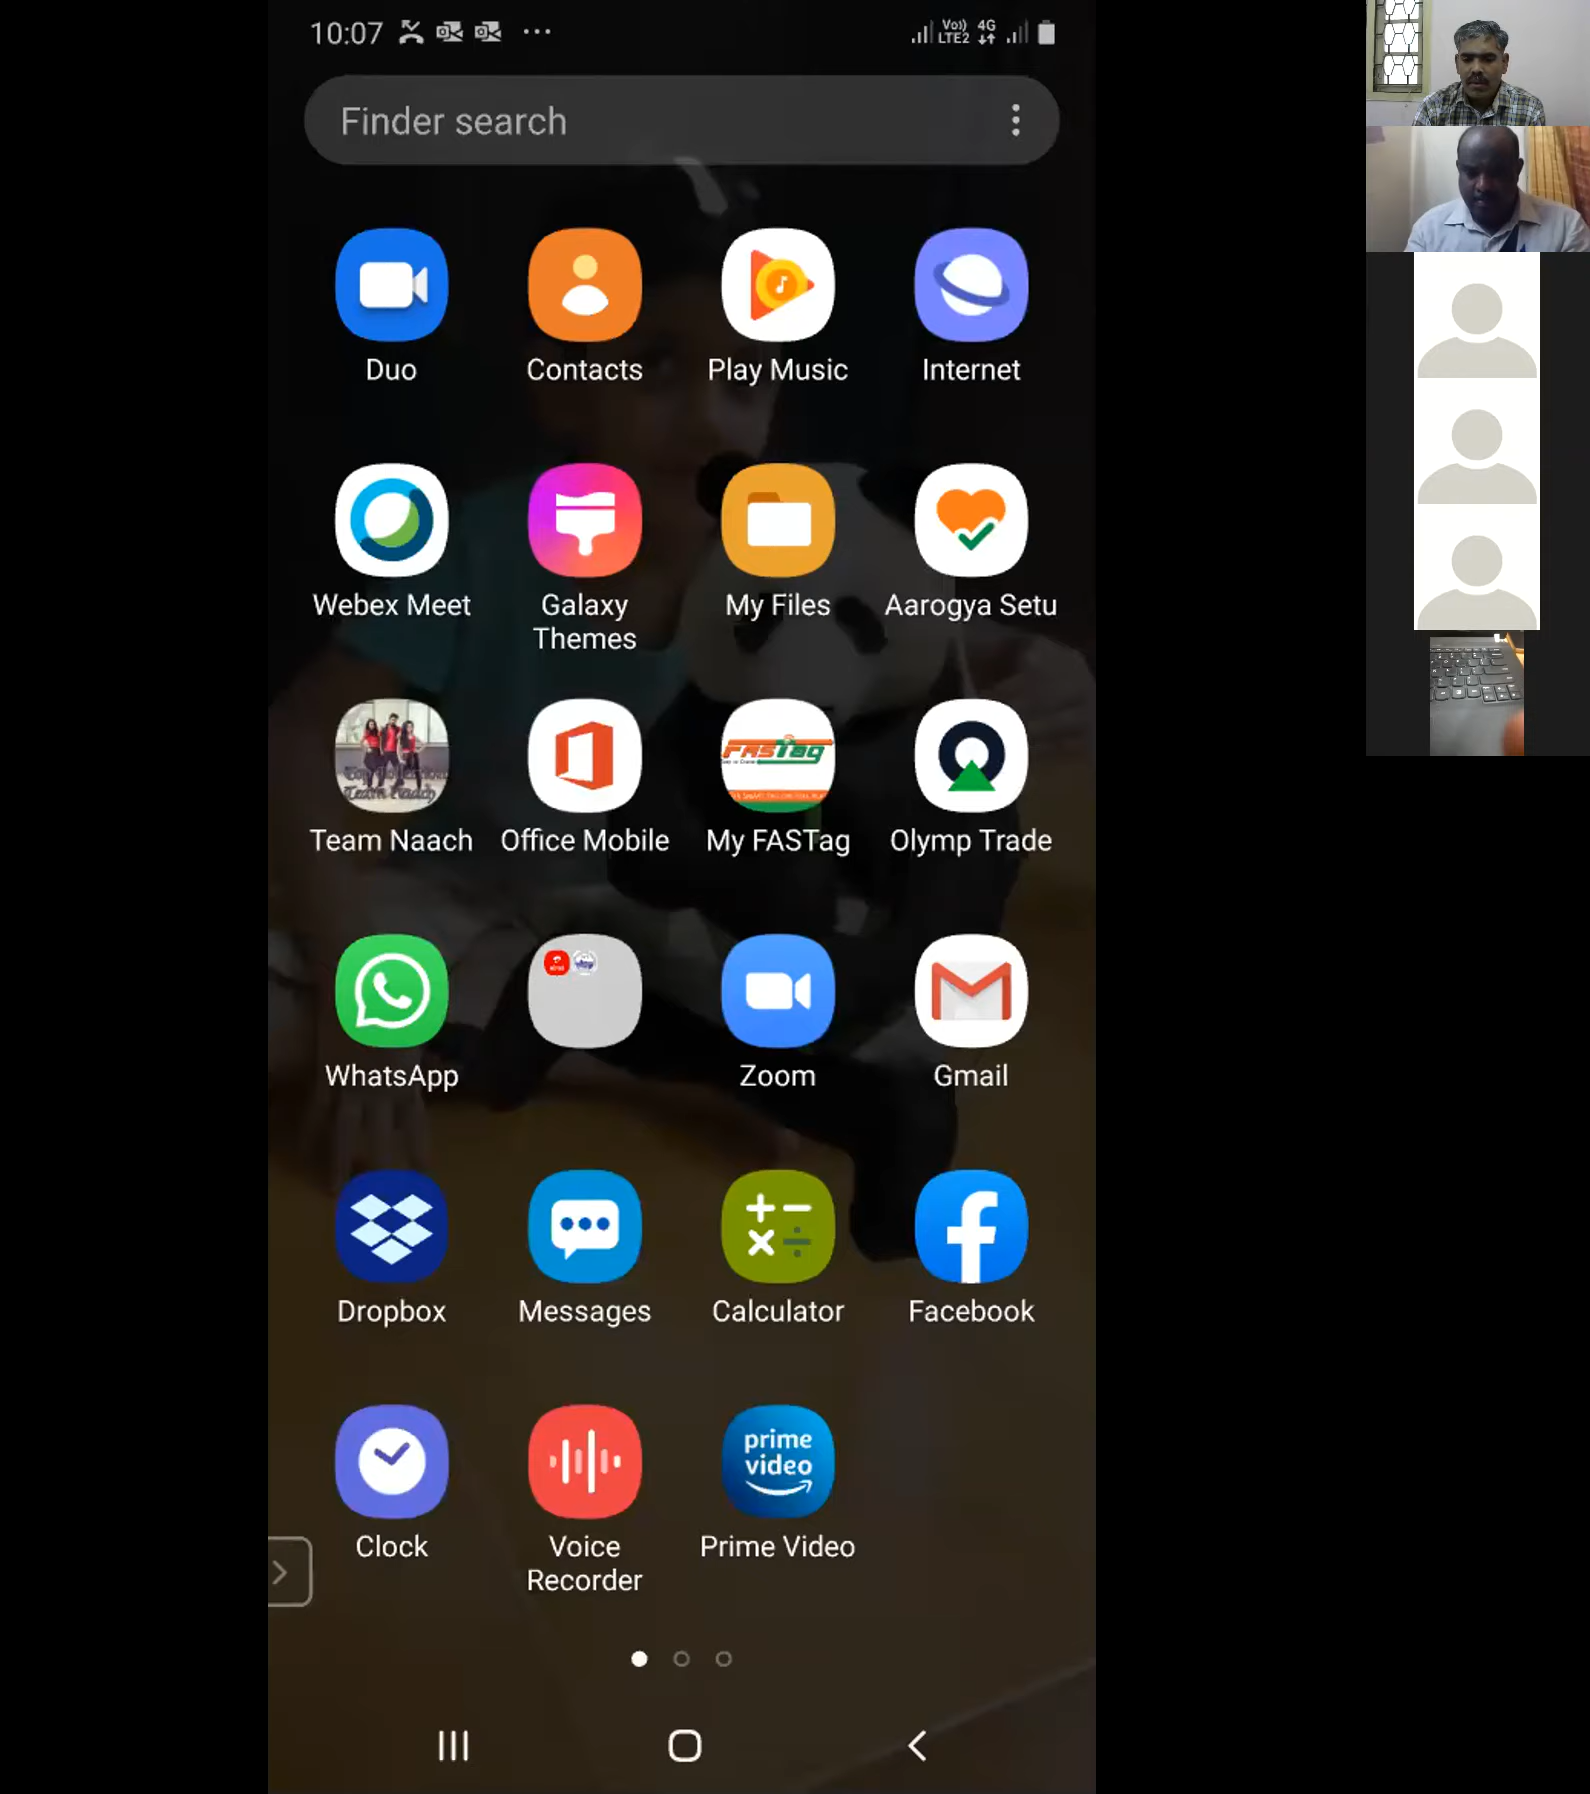 10:07
Vo))
LTE2
4G
Finder search
Duo
Contacts
Play Music
Internet
Webex Meet
Galaxy
Themes
My Files
Aarogya Setu
FASTag
Team Naach
Office Mobile
My FASTag
Olymp Trade
WhatsApp
Zoom
Gmail
Dropbox
Messages
Calculator
Facebook
prime
video
Clock
Voice
Recorder
Prime Video